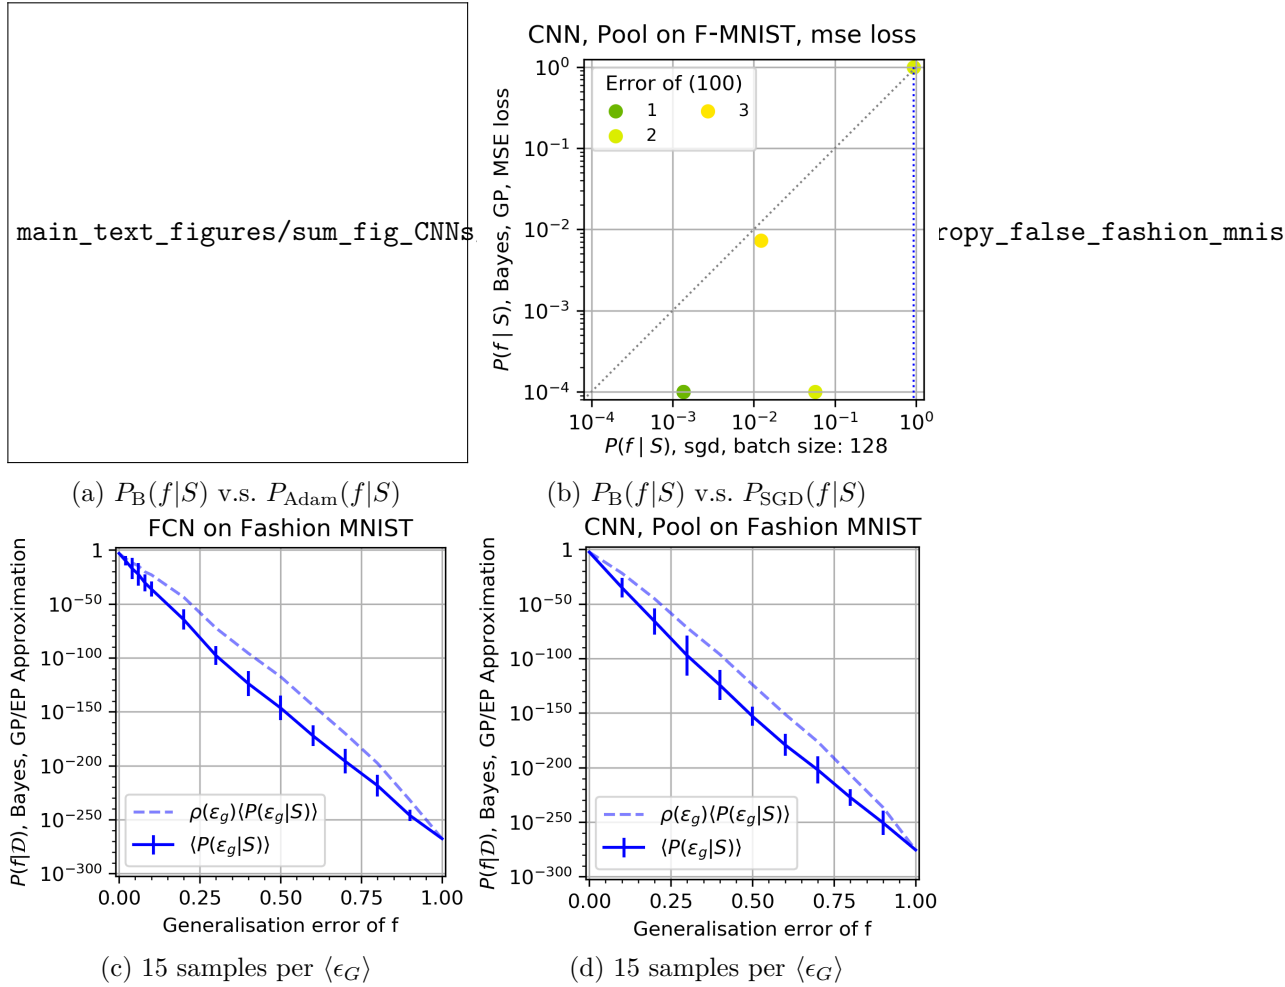 main_text_figures/sum_fig_CNNs
ropy_false_fashion_mnis
CNN, Pool on F-MNIST, mse loss
P(f | S), Bayes, GP, MSE loss
10^0
10^-1
10^-2
10^-3
10^-4
Error of (100)
1
3
2
10^-4
10^-3
10^-2
10^-1
10^0
P(f | S), sgd, batch size: 128
(a) P_B(f|S) v.s. P_Adam(f|S)
(b) P_B(f|S) v.s. P_SGD(f|S)
FCN on Fashion MNIST
P(f|𝒟), Bayes, GP/EP Approximation
1
10^-50
10^-100
10^-150
10^-200
10^-250
10^-300
ρ(ε_g)⟨P(ε_g|S)⟩
⟨P(ε_g|S)⟩
0.00 0.25 0.50 0.75 1.00
Generalisation error of f
(c) 15 samples per ⟨ϵ_G⟩
CNN, Pool on Fashion MNIST
P(f|𝒟), Bayes, GP/EP Approximation
1
10^-50
10^-100
10^-150
10^-200
10^-250
10^-300
ρ(ε_g)⟨P(ε_g|S)⟩
⟨P(ε_g|S)⟩
0.00 0.25 0.50 0.75 1.00
Generalisation error of f
(d) 15 samples per ⟨ϵ_G⟩